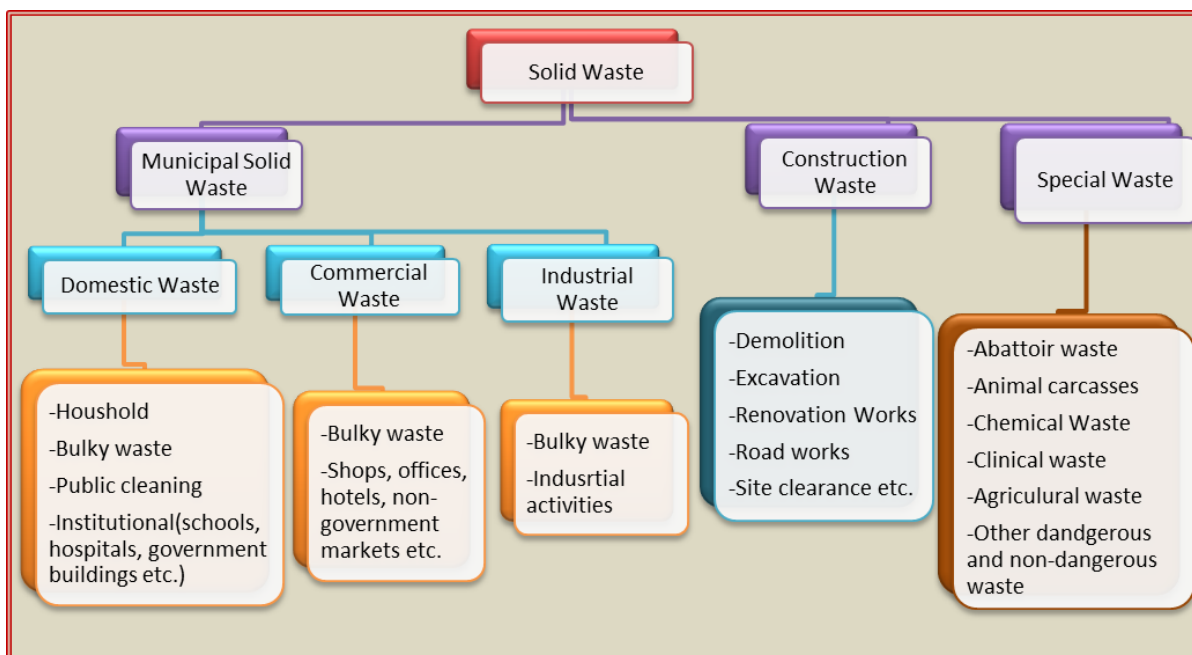 Solid Waste
Municipal Solid
Waste
Construction
Waste
Special Waste
Domestic Waste
Commercial
Waste
Industrial
Waste
-Houshold
-Bulky waste
-Public cleaning
-Institutional(schools,
hospitals, government
buildings etc.)
-Bulky waste
-Shops, offices,
hotels, non-
government
markets etc.
-Bulky waste
-Indusrtial
activities
-Demolition
-Excavation
-Renovation Works
-Road works
-Site clearance etc.
-Abattoir waste
-Animal carcasses
-Chemical Waste
-Clinical waste
-Agriculural waste
-Other dandgerous
and non-dangerous
waste